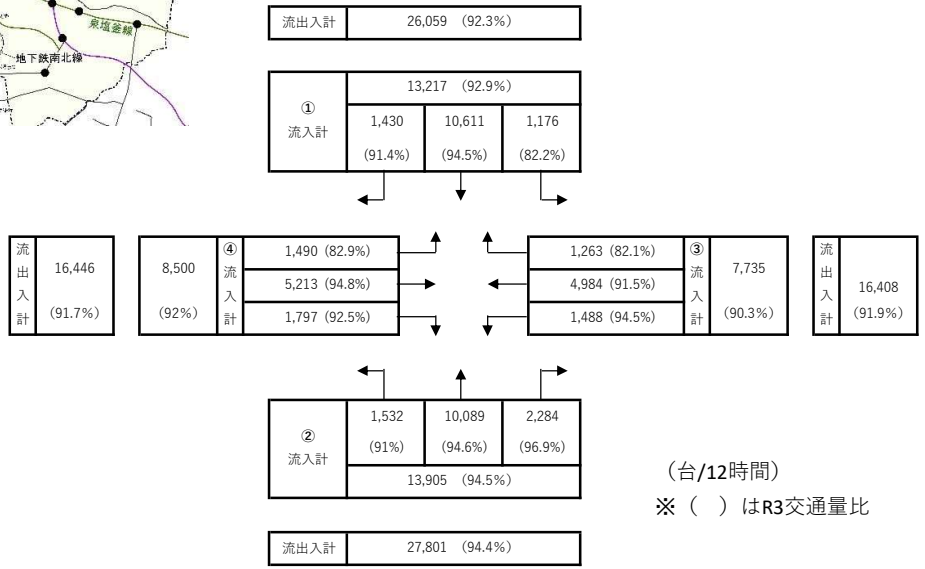 泉塩釜線
地下鉄南北線
流出入計 26,059 (92.3%)
① 流入計
13,217 (92.9%)
1,430 10,611 1,176
(91.4%) (94.5%) (82.2%)
流出入計 16,446 (91.7%)
8,500 (92%) ④ 流入計
1,490 (82.9%)
5,213 (94.8%)
1,797 (92.5%)
1,263 (82.1%)
4,984 (91.5%)
1,488 (94.5%)
③ 流入計 7,735 (90.3%)
流出入計 16,408 (91.9%)
② 流入計
1,532 10,089 2,284
(91%) (94.6%) (96.9%)
13,905 (94.5%)
(台/12時間)
※( )はR3交通量比
流出入計 27,801 (94.4%)